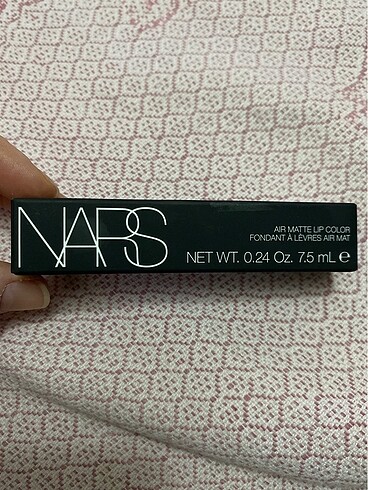 NARS
AIR MATTE LIP COLOR
FONDANT À LÈVRES AIR MAT
NET WT. 0.24 Oz. 7.5 mL ℮